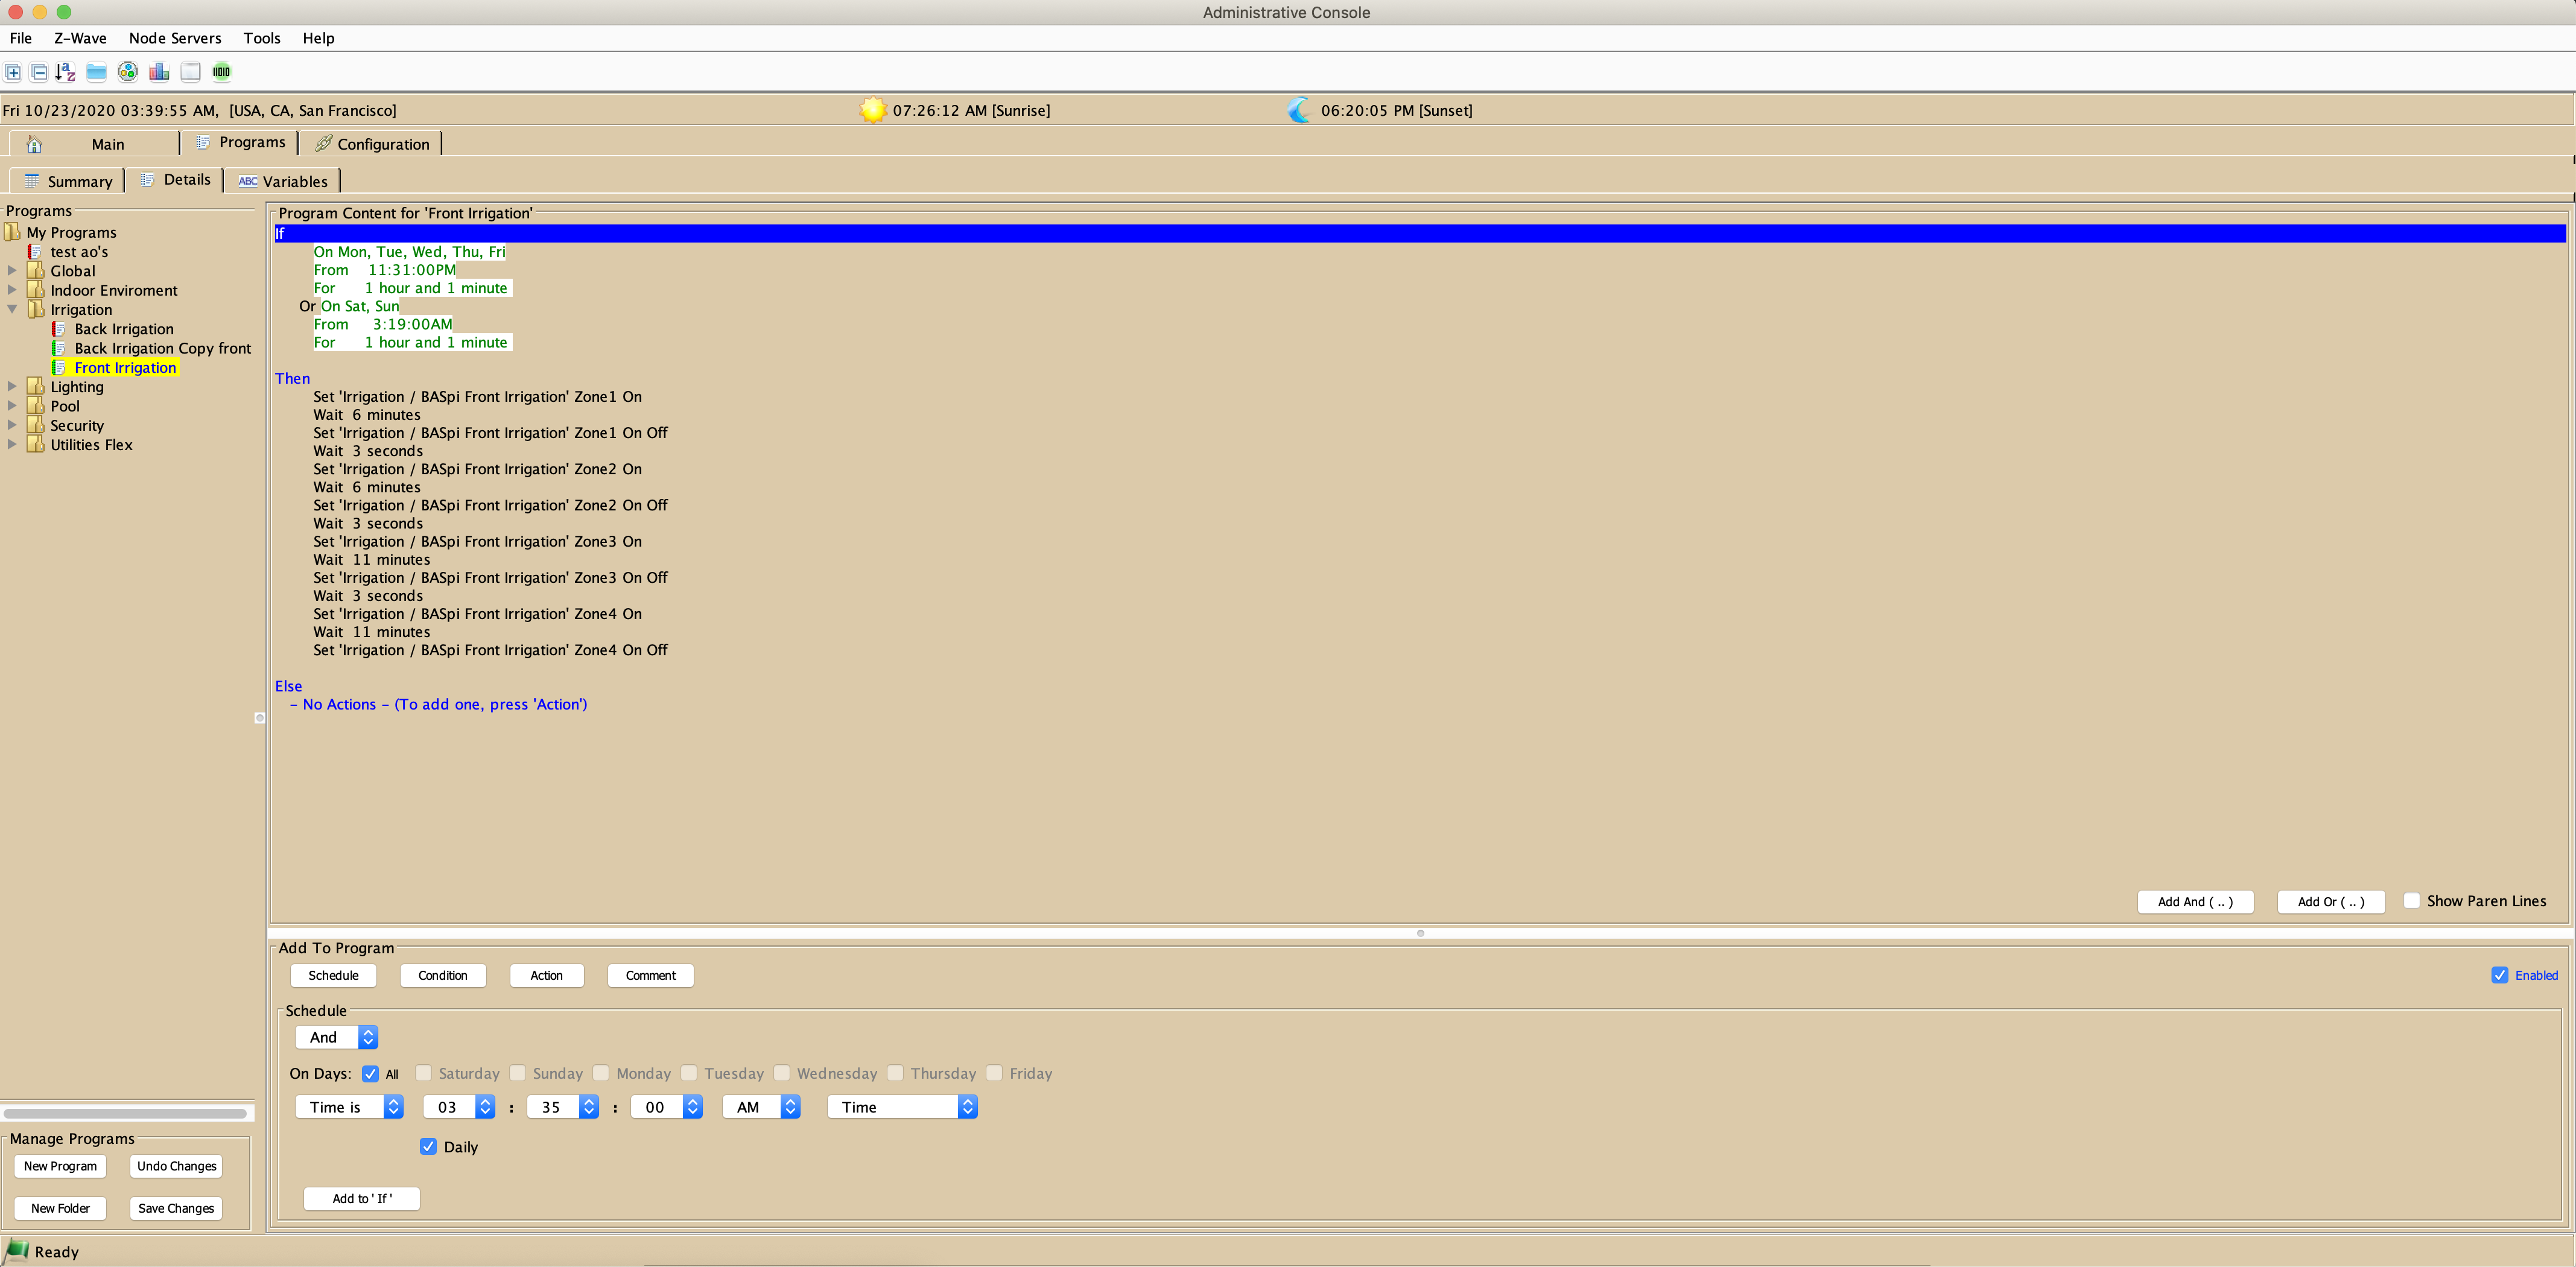 Administrative Console
File Z-Wave Node Servers Tools Help
Fri 10/23/2020 03:39:55 AM, [USA, CA, San Francisco] 07:26:12 AM [Sunrise] 06:20:05 PM [Sunset]
Main Programs Configuration
Summary Details ABC Variables
Programs
My Programs
test ao's
Global
Indoor Enviroment
Irrigation
Back Irrigation
Back Irrigation Copy front
Front Irrigation
Lighting
Pool
Security
Utilities Flex
Manage Programs
New Program Undo Changes
New Folder Save Changes
Program Content for 'Front Irrigation'
If
On Mon, Tue, Wed, Thu, Fri
From 11:31:00PM
For 1 hour and 1 minute
Or On Sat, Sun
From 3:19:00AM
For 1 hour and 1 minute
Then
Set 'Irrigation / BASpi Front Irrigation' Zone1 On
Wait 6 minutes
Set 'Irrigation / BASpi Front Irrigation' Zone1 On Off
Wait 3 seconds
Set 'Irrigation / BASpi Front Irrigation' Zone2 On
Wait 6 minutes
Set 'Irrigation / BASpi Front Irrigation' Zone2 On Off
Wait 3 seconds
Set 'Irrigation / BASpi Front Irrigation' Zone3 On
Wait 11 minutes
Set 'Irrigation / BASpi Front Irrigation' Zone3 On Off
Wait 3 seconds
Set 'Irrigation / BASpi Front Irrigation' Zone4 On
Wait 11 minutes
Set 'Irrigation / BASpi Front Irrigation' Zone4 On Off
Else
- No Actions - (To add one, press 'Action')
Add And ( .. ) Add Or ( .. ) Show Paren Lines
Add To Program
Schedule Condition Action Comment Enabled
Schedule
And
On Days: All Saturday Sunday Monday Tuesday Wednesday Thursday Friday
Time is 03 : 35 : 00 AM Time
Daily
Add to ' If '
Ready